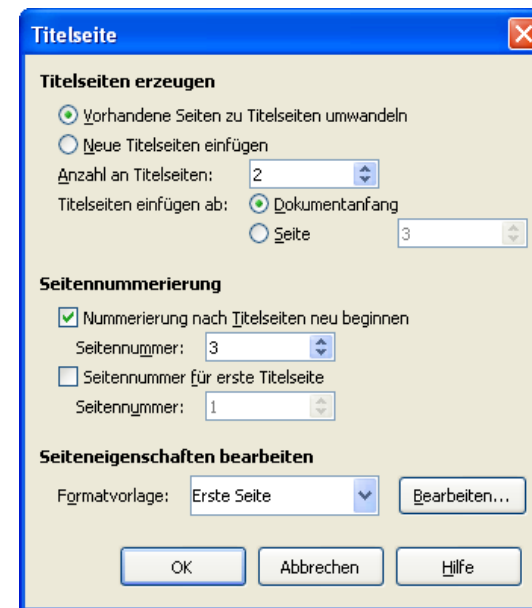 Titelseite
Titelseiten erzeugen
Vorhandene Seiten zu Titelseiten umwandeln
Neue Titelseiten einfügen
Anzahl an Titelseiten: 2
Titelseiten einfügen ab: Dokumentanfang
Seite 3
Seitennummerierung
Nummerierung nach Titelseiten neu beginnen
Seitennummer: 3
Seitennummer für erste Titelseite
Seitennummer: 1
Seiteneigenschaften bearbeiten
Formatvorlage: Erste Seite Bearbeiten...
OK Abbrechen Hilfe